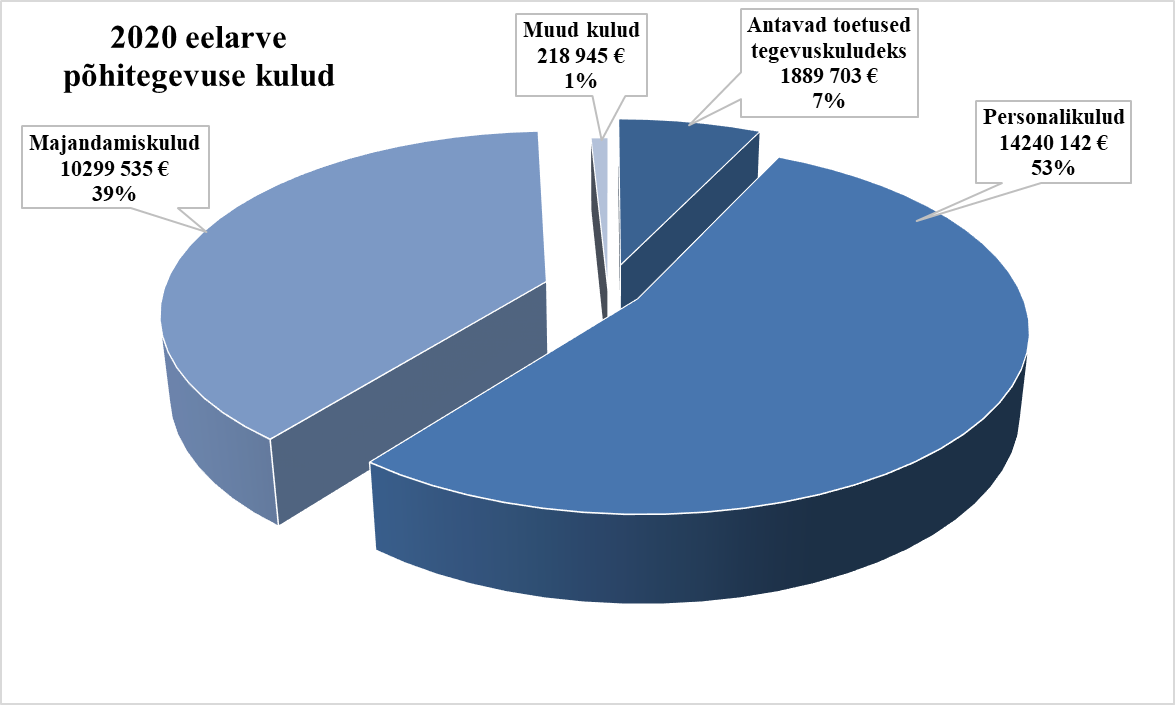 2020 eelarve
põhitegevuse kulud
Muud kulud
218 945 €
1%
Antavad toetused
tegevuskuludeks
1889 703 €
7%
Personalikulud
14240 142 €
53%
Majandamiskulud
10299 535 €
39%